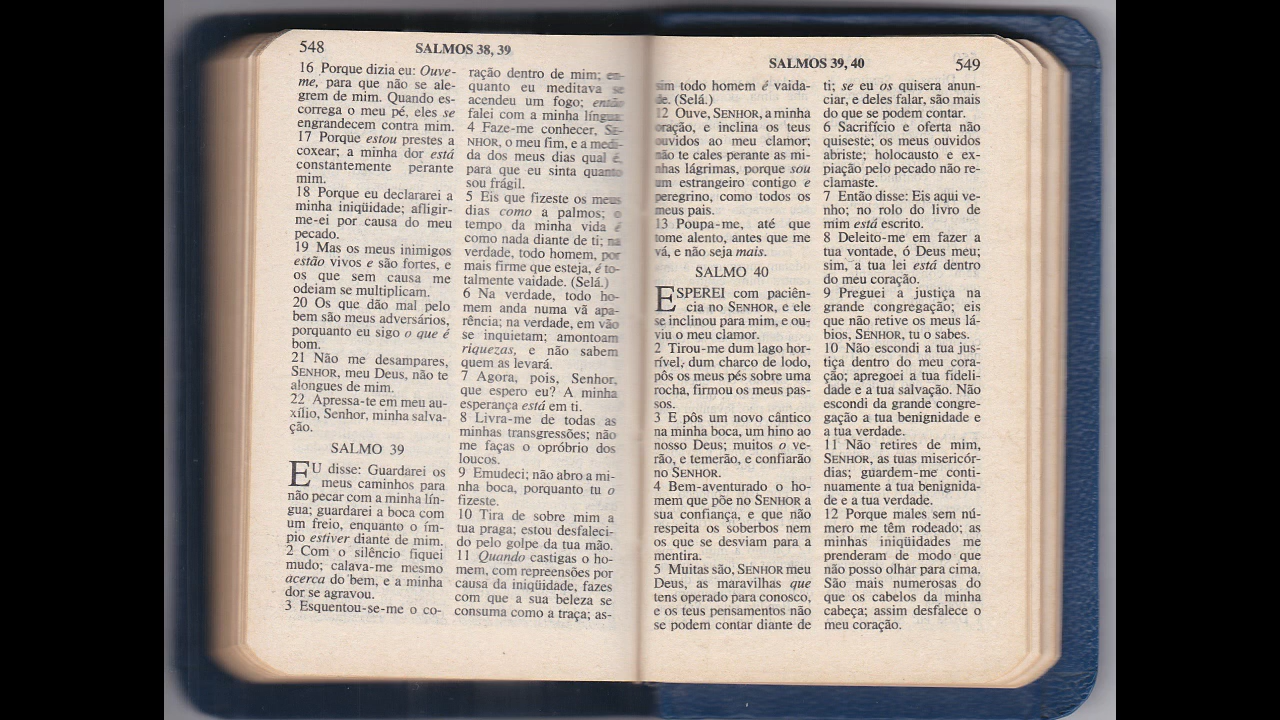 548
SALMOS 38, 39
16 Porque dizia eu: Ouve-
me, para que não se ale-
grem de mim. Quando es-
correga o meu pé, eles se
engrandecem contra mim.
17 Porque estou prestes a
coxear; a minha dor está
constantemente perante
mim.
18 Porque eu declararei a
minha iniqüidade; afligir-
me-ei por causa do meu
pecado.
19 Mas os meus inimigos
estão vivos e são fortes, e
os que sem causa me
odeiam se multiplicam.
20 Os que dão mal pelo
bem são meus adversários,
porquanto eu sigo o que é
bom.
21 Não me desampares,
SENHOR, meu Deus, não te
alongues de mim.
22 Apressa-te em meu au-
xílio, Senhor, minha salva-
ção.
SALMO 39
EU disse: Guardarei os
meus caminhos para
não pecar com a minha lín-
gua; guardarei a boca com
um freio, enquanto o ím-
pio estiver diante de mim.
2 Com o silêncio fiquei
mudo; calava-me mesmo
acerca do bem, e a minha
dor se agravou.
3 Esquentou-se-me o co-
ração dentro de mim; en-
quanto eu meditava se
acendeu um fogo; então
falei com a minha língua:
4 Faze-me conhecer, SE-
NHOR, o meu fim, e a medi-
da dos meus dias qual é,
para que eu sinta quanto
sou frágil.
5 Eis que fizeste os meus
dias como a palmos; o
tempo da minha vida é
como nada diante de ti; na
verdade, todo homem, por
mais firme que esteja, é to-
talmente vaidade. (Selá.)
6 Na verdade, todo ho-
mem anda numa vã apa-
rência; na verdade, em vão
se inquietam; amontoam
riquezas, e não sabem
quem as levará.
7 Agora, pois, Senhor,
que espero eu? A minha
esperança está em ti.
8 Livra-me de todas as
minhas transgressões; não
me faças o opróbrio dos
loucos.
9 Emudeci; não abro a mi-
nha boca, porquanto tu o
fizeste.
10 Tira de sobre mim a
tua praga; estou desfaleci-
do pelo golpe da tua mão.
11 Quando castigas o ho-
mem, com repreensões por
causa da iniqüidade, fazes
com que a sua beleza se
consuma como a traça; as-
SALMOS 39, 40
549
sim todo homem é vaida-
de. (Selá.)
12 Ouve, SENHOR, a minha
oração, e inclina os teus
ouvidos ao meu clamor;
não te cales perante as mi-
nhas lágrimas, porque sou
um estrangeiro contigo e
peregrino, como todos os
meus pais.
13 Poupa-me, até que
tome alento, antes que me
vá, e não seja mais.
SALMO 40
ESPEREI com paciên-
cia no SENHOR, e ele
se inclinou para mim, e ou-
viu o meu clamor.
2 Tirou-me dum lago hor-
rível, dum charco de lodo,
pôs os meus pés sobre uma
rocha, firmou os meus pas-
sos.
3 E pôs um novo cântico
na minha boca, um hino ao
nosso Deus; muitos o ve-
rão, e temerão, e confiarão
no SENHOR.
4 Bem-aventurado o ho-
mem que põe no SENHOR a
sua confiança, e que não
respeita os soberbos nem
os que se desviam para a
mentira.
5 Muitas são, SENHOR meu
Deus, as maravilhas que
tens operado para conosco,
e os teus pensamentos não
se podem contar diante de
ti; se eu os quisera anun-
ciar, e deles falar, são mais
do que se podem contar.
6 Sacrifício e oferta não
quiseste; os meus ouvidos
abriste; holocausto e ex-
piação pelo pecado não re-
clamaste.
7 Então disse: Eis aqui ve-
nho; no rolo do livro de
mim está escrito.
8 Deleito-me em fazer a
tua vontade, ó Deus meu;
sim, a tua lei está dentro
do meu coração.
9 Preguei a justiça na
grande congregação; eis
que não retive os meus lá-
bios, SENHOR, tu o sabes.
10 Não escondi a tua jus-
tiça dentro do meu cora-
ção; apregoei a tua fideli-
dade e a tua salvação. Não
escondi da grande congre-
gação a tua benignidade e
a tua verdade.
11 Não retires de mim,
SENHOR, as tuas misericór-
dias; guardem-me conti-
nuamente a tua benignida-
de e a tua verdade.
12 Porque males sem nú-
mero me têm rodeado; as
minhas iniqüidades me
prenderam de modo que
não posso olhar para cima.
São mais numerosas do
que os cabelos da minha
cabeça; assim desfalece o
meu coração.